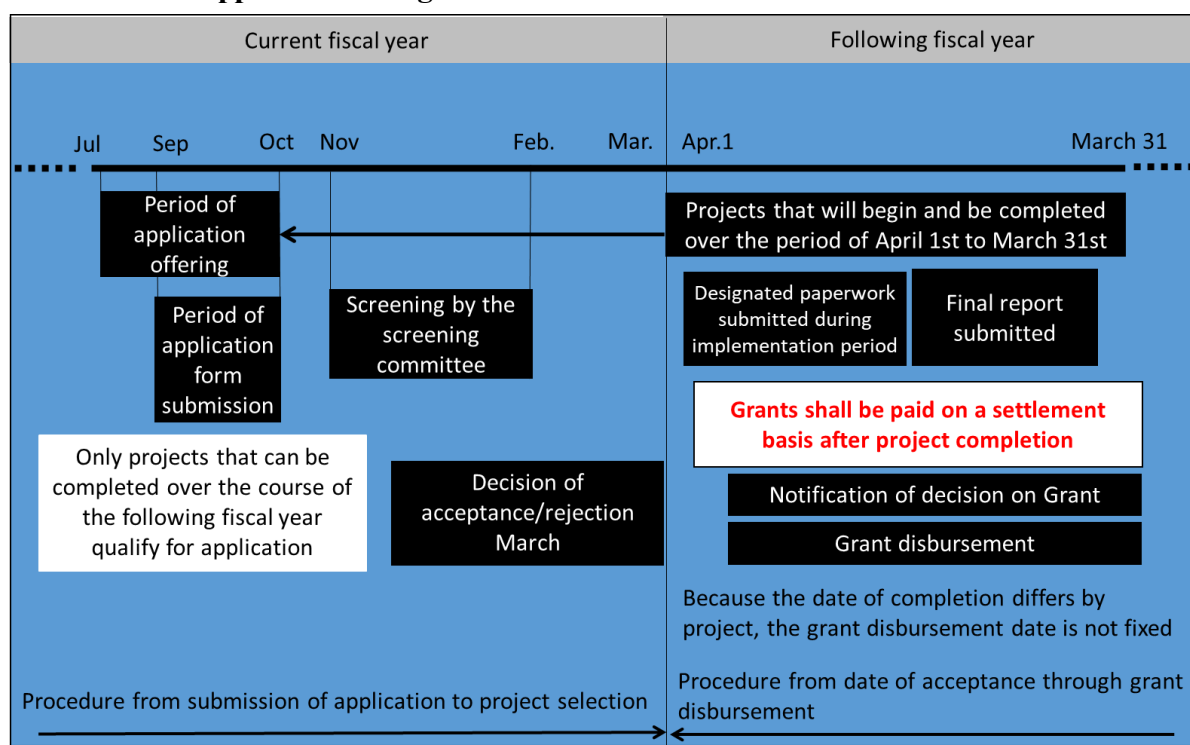 Current fiscal year
Following fiscal year
Jul
Sep
Oct
Nov
Feb.
Mar.
Apr.1
March 31
Period of
application
offering
Projects that will begin and be completed
over the period of April 1st to March 31st
Period of
application
form
submission
Screening by the
screening
committee
Designated paperwork
submitted during
implementation period
Final report
submitted
Grants shall be paid on a settlement
basis after project completion
Only projects that can be
completed over the course of
the following fiscal year
qualify for application
Decision of
acceptance/rejection
March
Notification of decision on Grant
Grant disbursement
Because the date of completion differs by
project, the grant disbursement date is not fixed
Procedure from submission of application to project selection
Procedure from date of acceptance through grant
disbursement